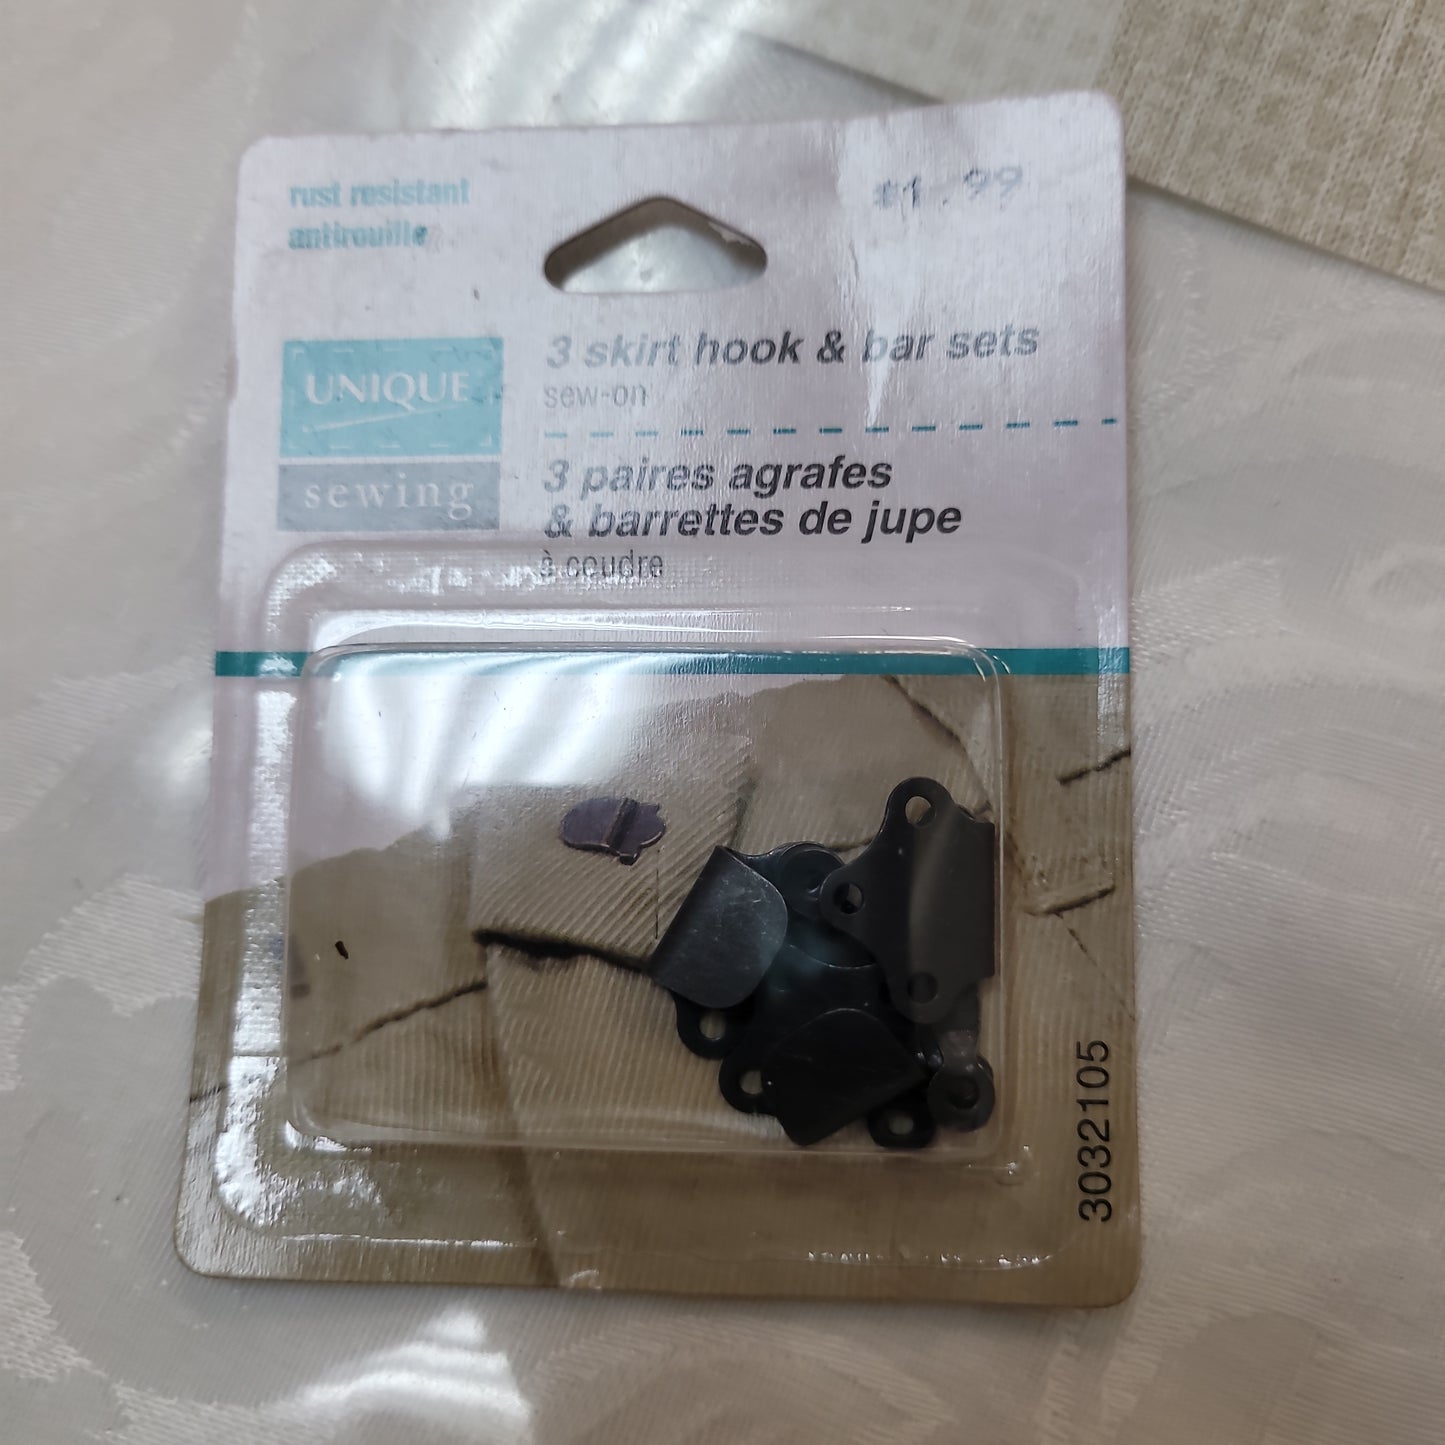 rust resistant
antirouille
$1.99
UNIQUE
sewing
3 skirt hook & bar sets
sew-on
3 paires agrafes
& barrettes de jupe
à coudre
3032105